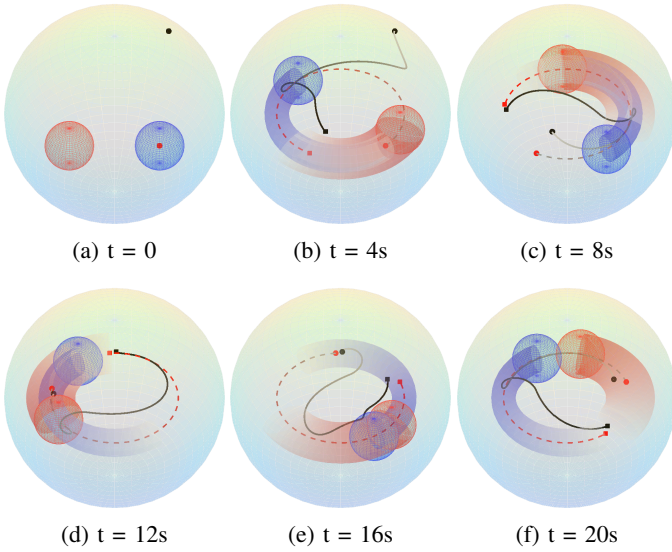 (a) t = 0
(b) t = 4s
(c) t = 8s
(d) t = 12s
(e) t = 16s
(f) t = 20s